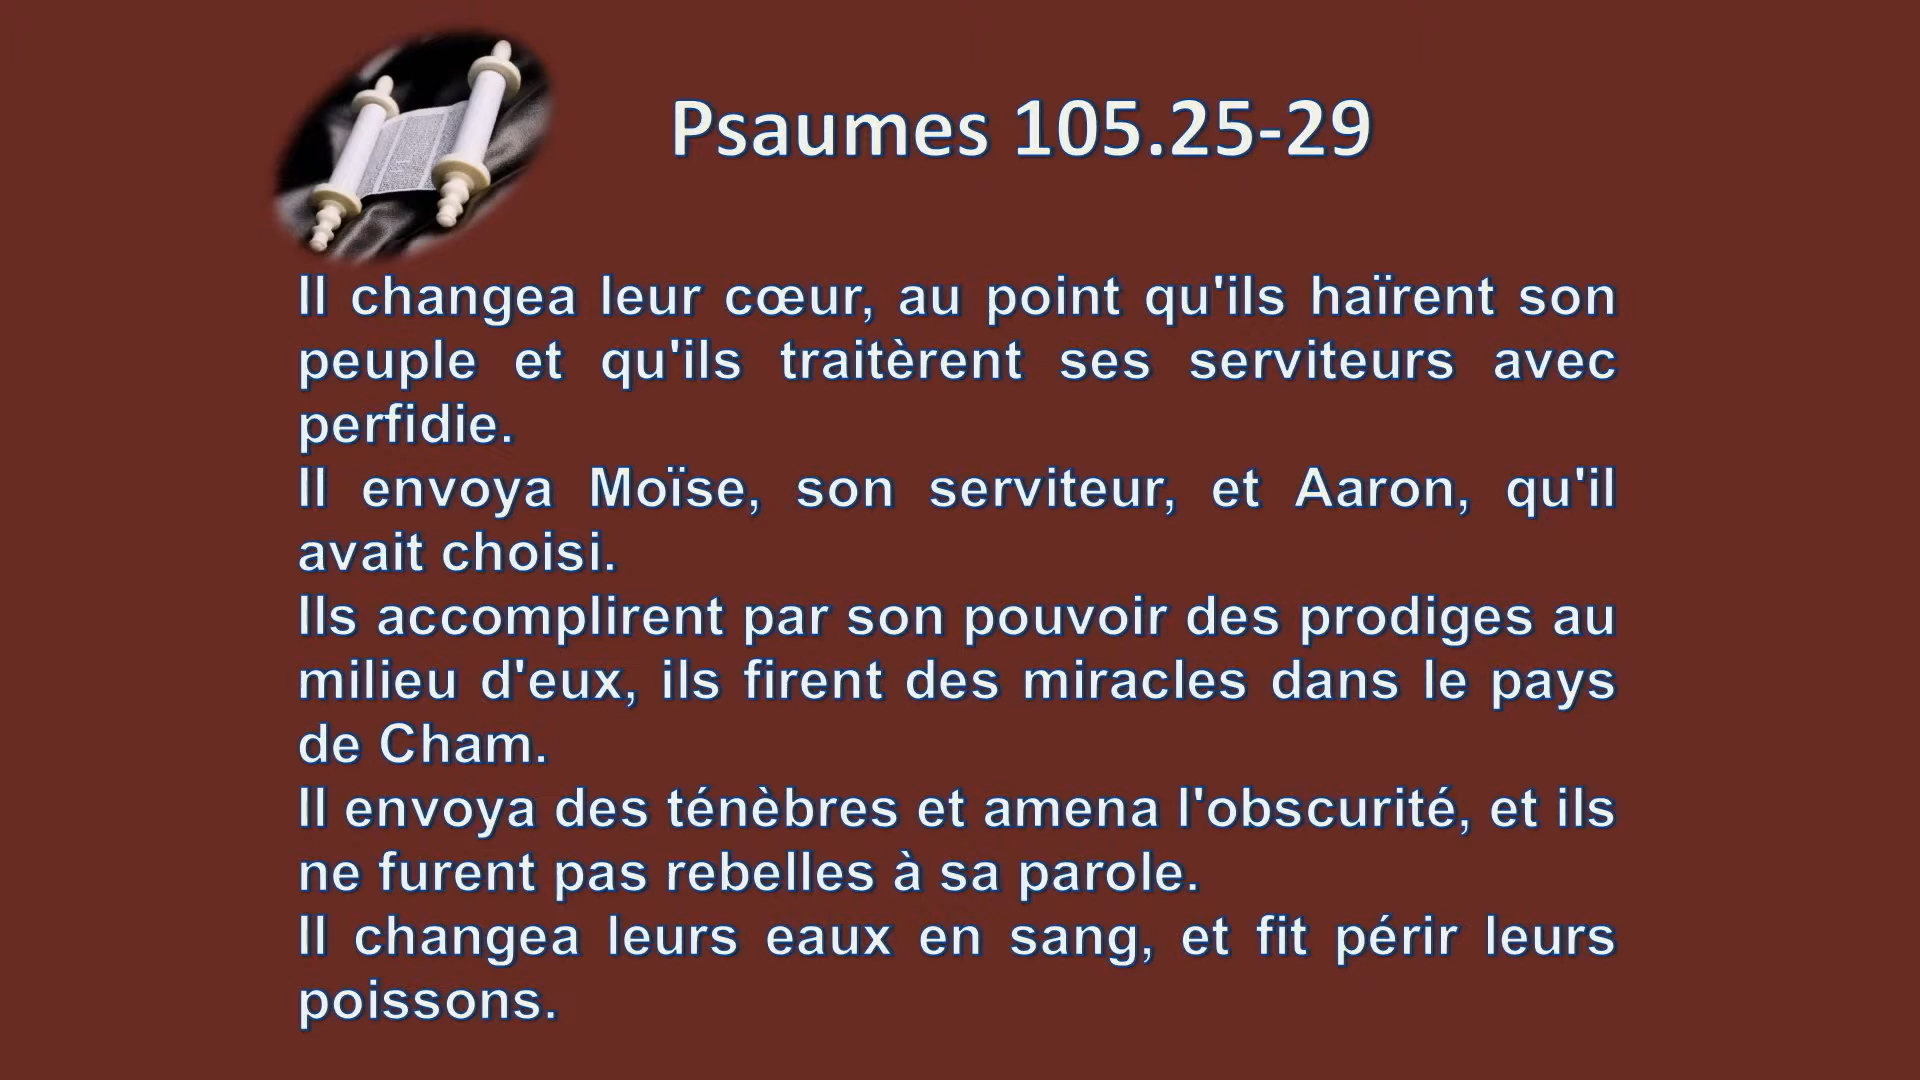 Psaumes 105.25-29
Il changea leur cœur, au point qu'ils haïrent son
peuple et qu'ils traitèrent ses serviteurs avec
perfidie.
Il envoya Moïse, son serviteur, et Aaron, qu'il
avait choisi.
Ils accomplirent par son pouvoir des prodiges au
milieu d'eux, ils firent des miracles dans le pays
de Cham.
Il envoya des ténèbres et amena l'obscurité, et ils
ne furent pas rebelles à sa parole.
Il changea leurs eaux en sang, et fit périr leurs
poissons.